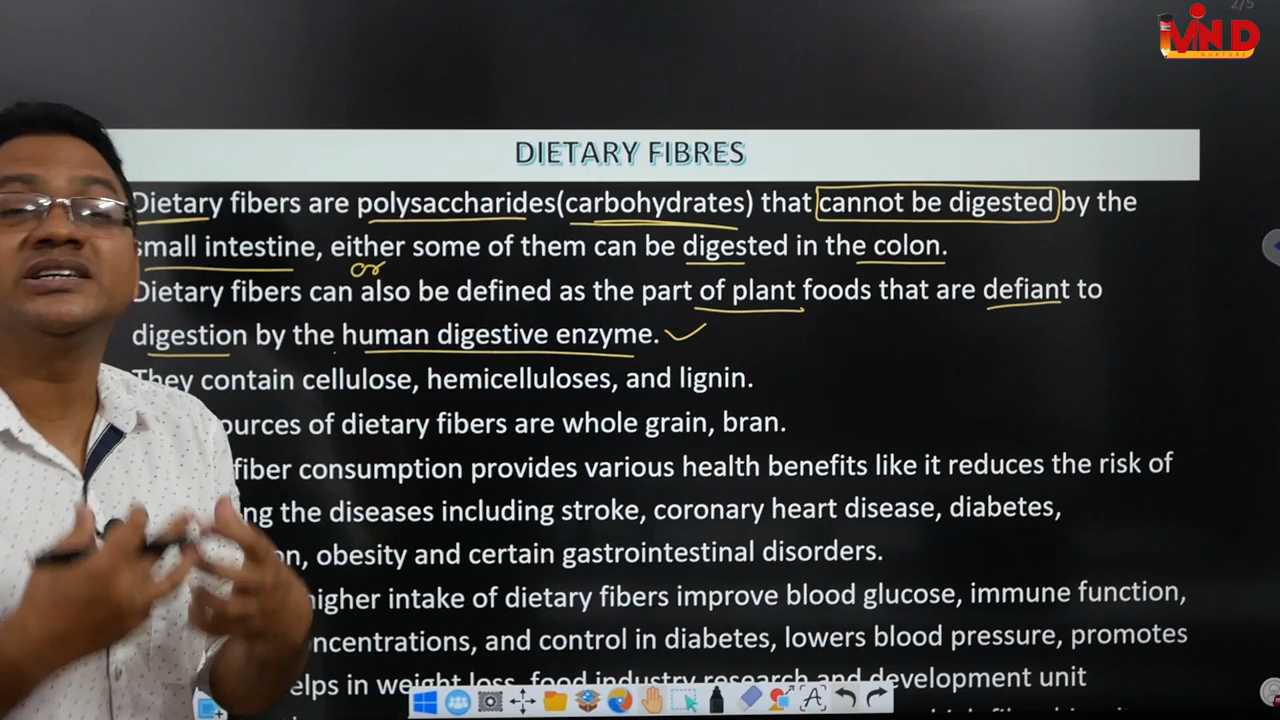 2/5
MIND
NURTURE
DIETARY FIBRES
Dietary fibers are polysaccharides(carbohydrates) that cannot be digested by the
small intestine, either some of them can be digested in the colon.
or
Dietary fibers can also be defined as the part of plant foods that are defiant to
digestion by the human digestive enzyme.
They contain cellulose, hemicelluloses, and lignin.
ources of dietary fibers are whole grain, bran.
fiber consumption provides various health benefits like it reduces the risk of
ng the diseases including stroke, coronary heart disease, diabetes,
on, obesity and certain gastrointestinal disorders.
higher intake of dietary fibers improve blood glucose, immune function,
ncentrations, and control in diabetes, lowers blood pressure, promotes
elps in weight loss, food industry research and development unit